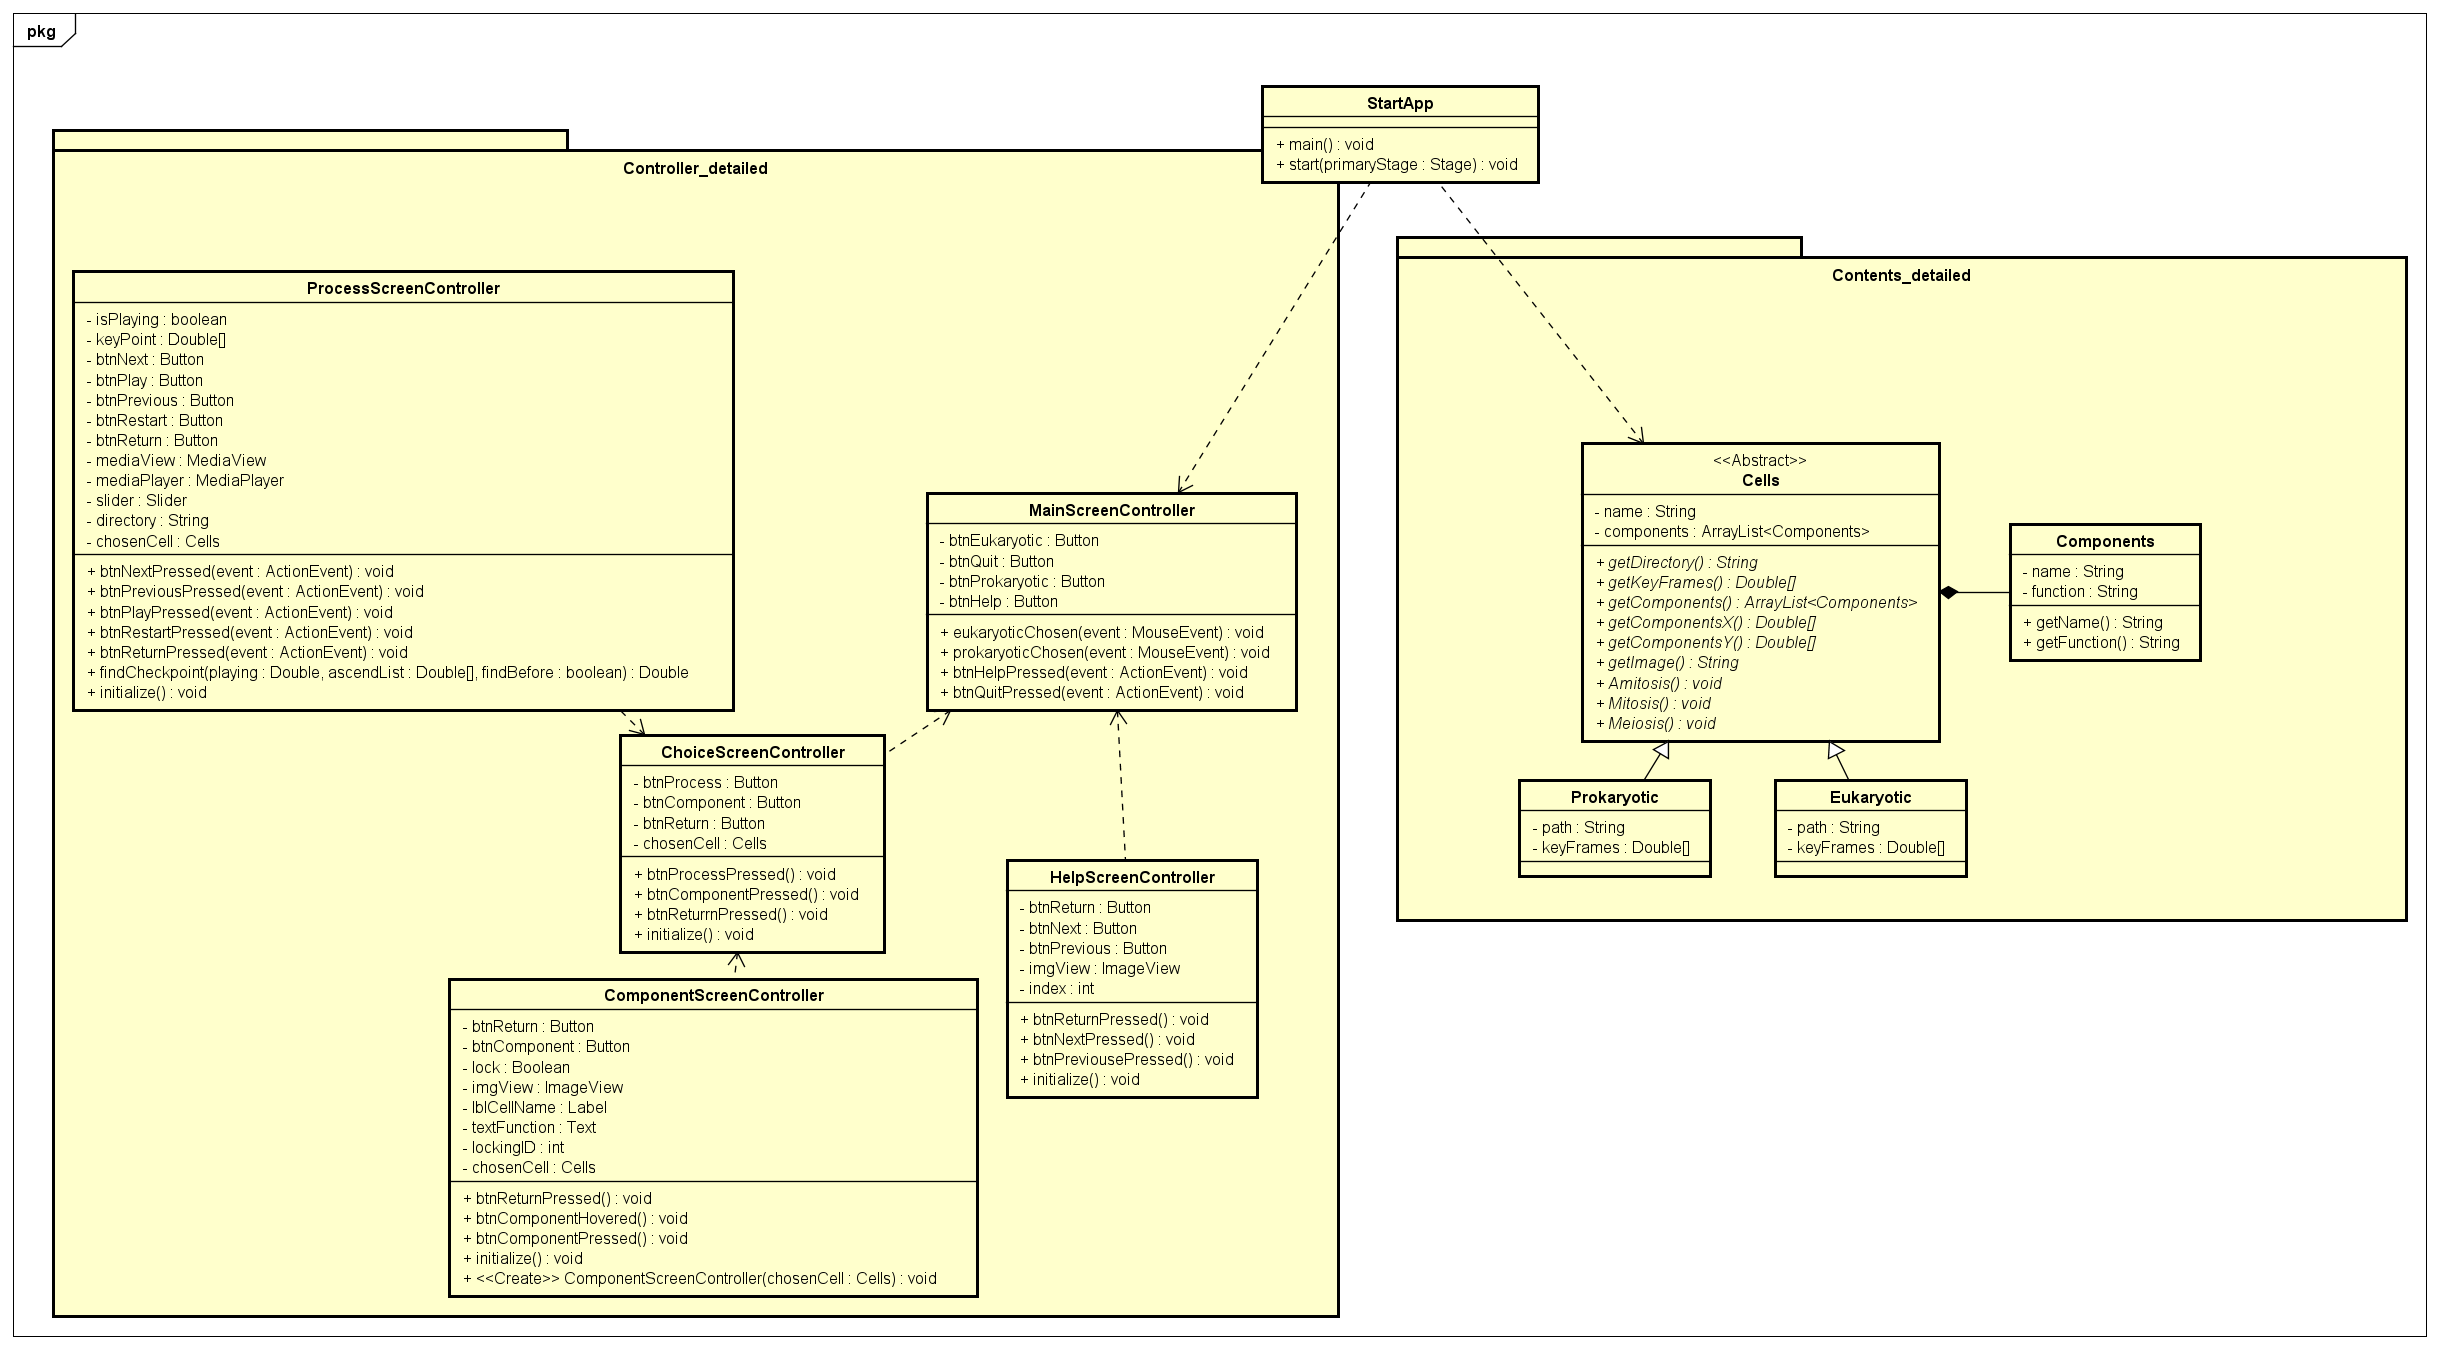 pkg
StartApp
+ main() : void
+ start(primaryStage : Stage) : void
Controller_detailed
ProcessScreenController
- isPlaying : boolean
- keyPoint : Double[]
- btnNext : Button
- btnPlay : Button
- btnPrevious : Button
- btnRestart : Button
- btnReturn : Button
- mediaView : MediaView
- mediaPlayer : MediaPlayer
- slider : Slider
- directory : String
- chosenCell : Cells
+ btnNextPressed(event : ActionEvent) : void
+ btnPreviousPressed(event : ActionEvent) : void
+ btnPlayPressed(event : ActionEvent) : void
+ btnRestartPressed(event : ActionEvent) : void
+ btnReturnPressed(event : ActionEvent) : void
+ findCheckpoint(playing : Double, ascendList : Double[], findBefore : boolean) : Double
+ initialize() : void
MainScreenController
- btnEukaryotic : Button
- btnQuit : Button
- btnProkaryotic : Button
- btnHelp : Button
+ eukaryoticChosen(event : MouseEvent) : void
+ prokaryoticChosen(event : MouseEvent) : void
+ btnHelpPressed(event : ActionEvent) : void
+ btnQuitPressed(event : ActionEvent) : void
ChoiceScreenController
- btnProcess : Button
- btnComponent : Button
- btnReturn : Button
- chosenCell : Cells
+ btnProcessPressed() : void
+ btnComponentPressed() : void
+ btnReturrnPressed() : void
+ initialize() : void
HelpScreenController
- btnReturn : Button
- btnNext : Button
- btnPrevious : Button
- imgView : ImageView
- index : int
+ btnReturnPressed() : void
+ btnNextPressed() : void
+ btnPreviousePressed() : void
+ initialize() : void
ComponentScreenController
- btnReturn : Button
- btnComponent : Button
- lock : Boolean
- imgView : ImageView
- lblCellName : Label
- textFunction : Text
- lockingID : int
- chosenCell : Cells
+ btnReturnPressed() : void
+ btnComponentHovered() : void
+ btnComponentPressed() : void
+ initialize() : void
+ <<Create>> ComponentScreenController(chosenCell : Cells) : void
Contents_detailed
<<Abstract>>
Cells
- name : String
- components : ArrayList<Components>
+ getDirectory() : String
+ getKeyFrames() : Double[]
+ getComponents() : ArrayList<Components>
+ getComponentsX() : Double[]
+ getComponentsY() : Double[]
+ getImage() : String
+ Amitosis() : void
+ Mitosis() : void
+ Meiosis() : void
Components
- name : String
- function : String
+ getName() : String
+ getFunction() : String
Prokaryotic
- path : String
- keyFrames : Double[]
Eukaryotic
- path : String
- keyFrames : Double[]